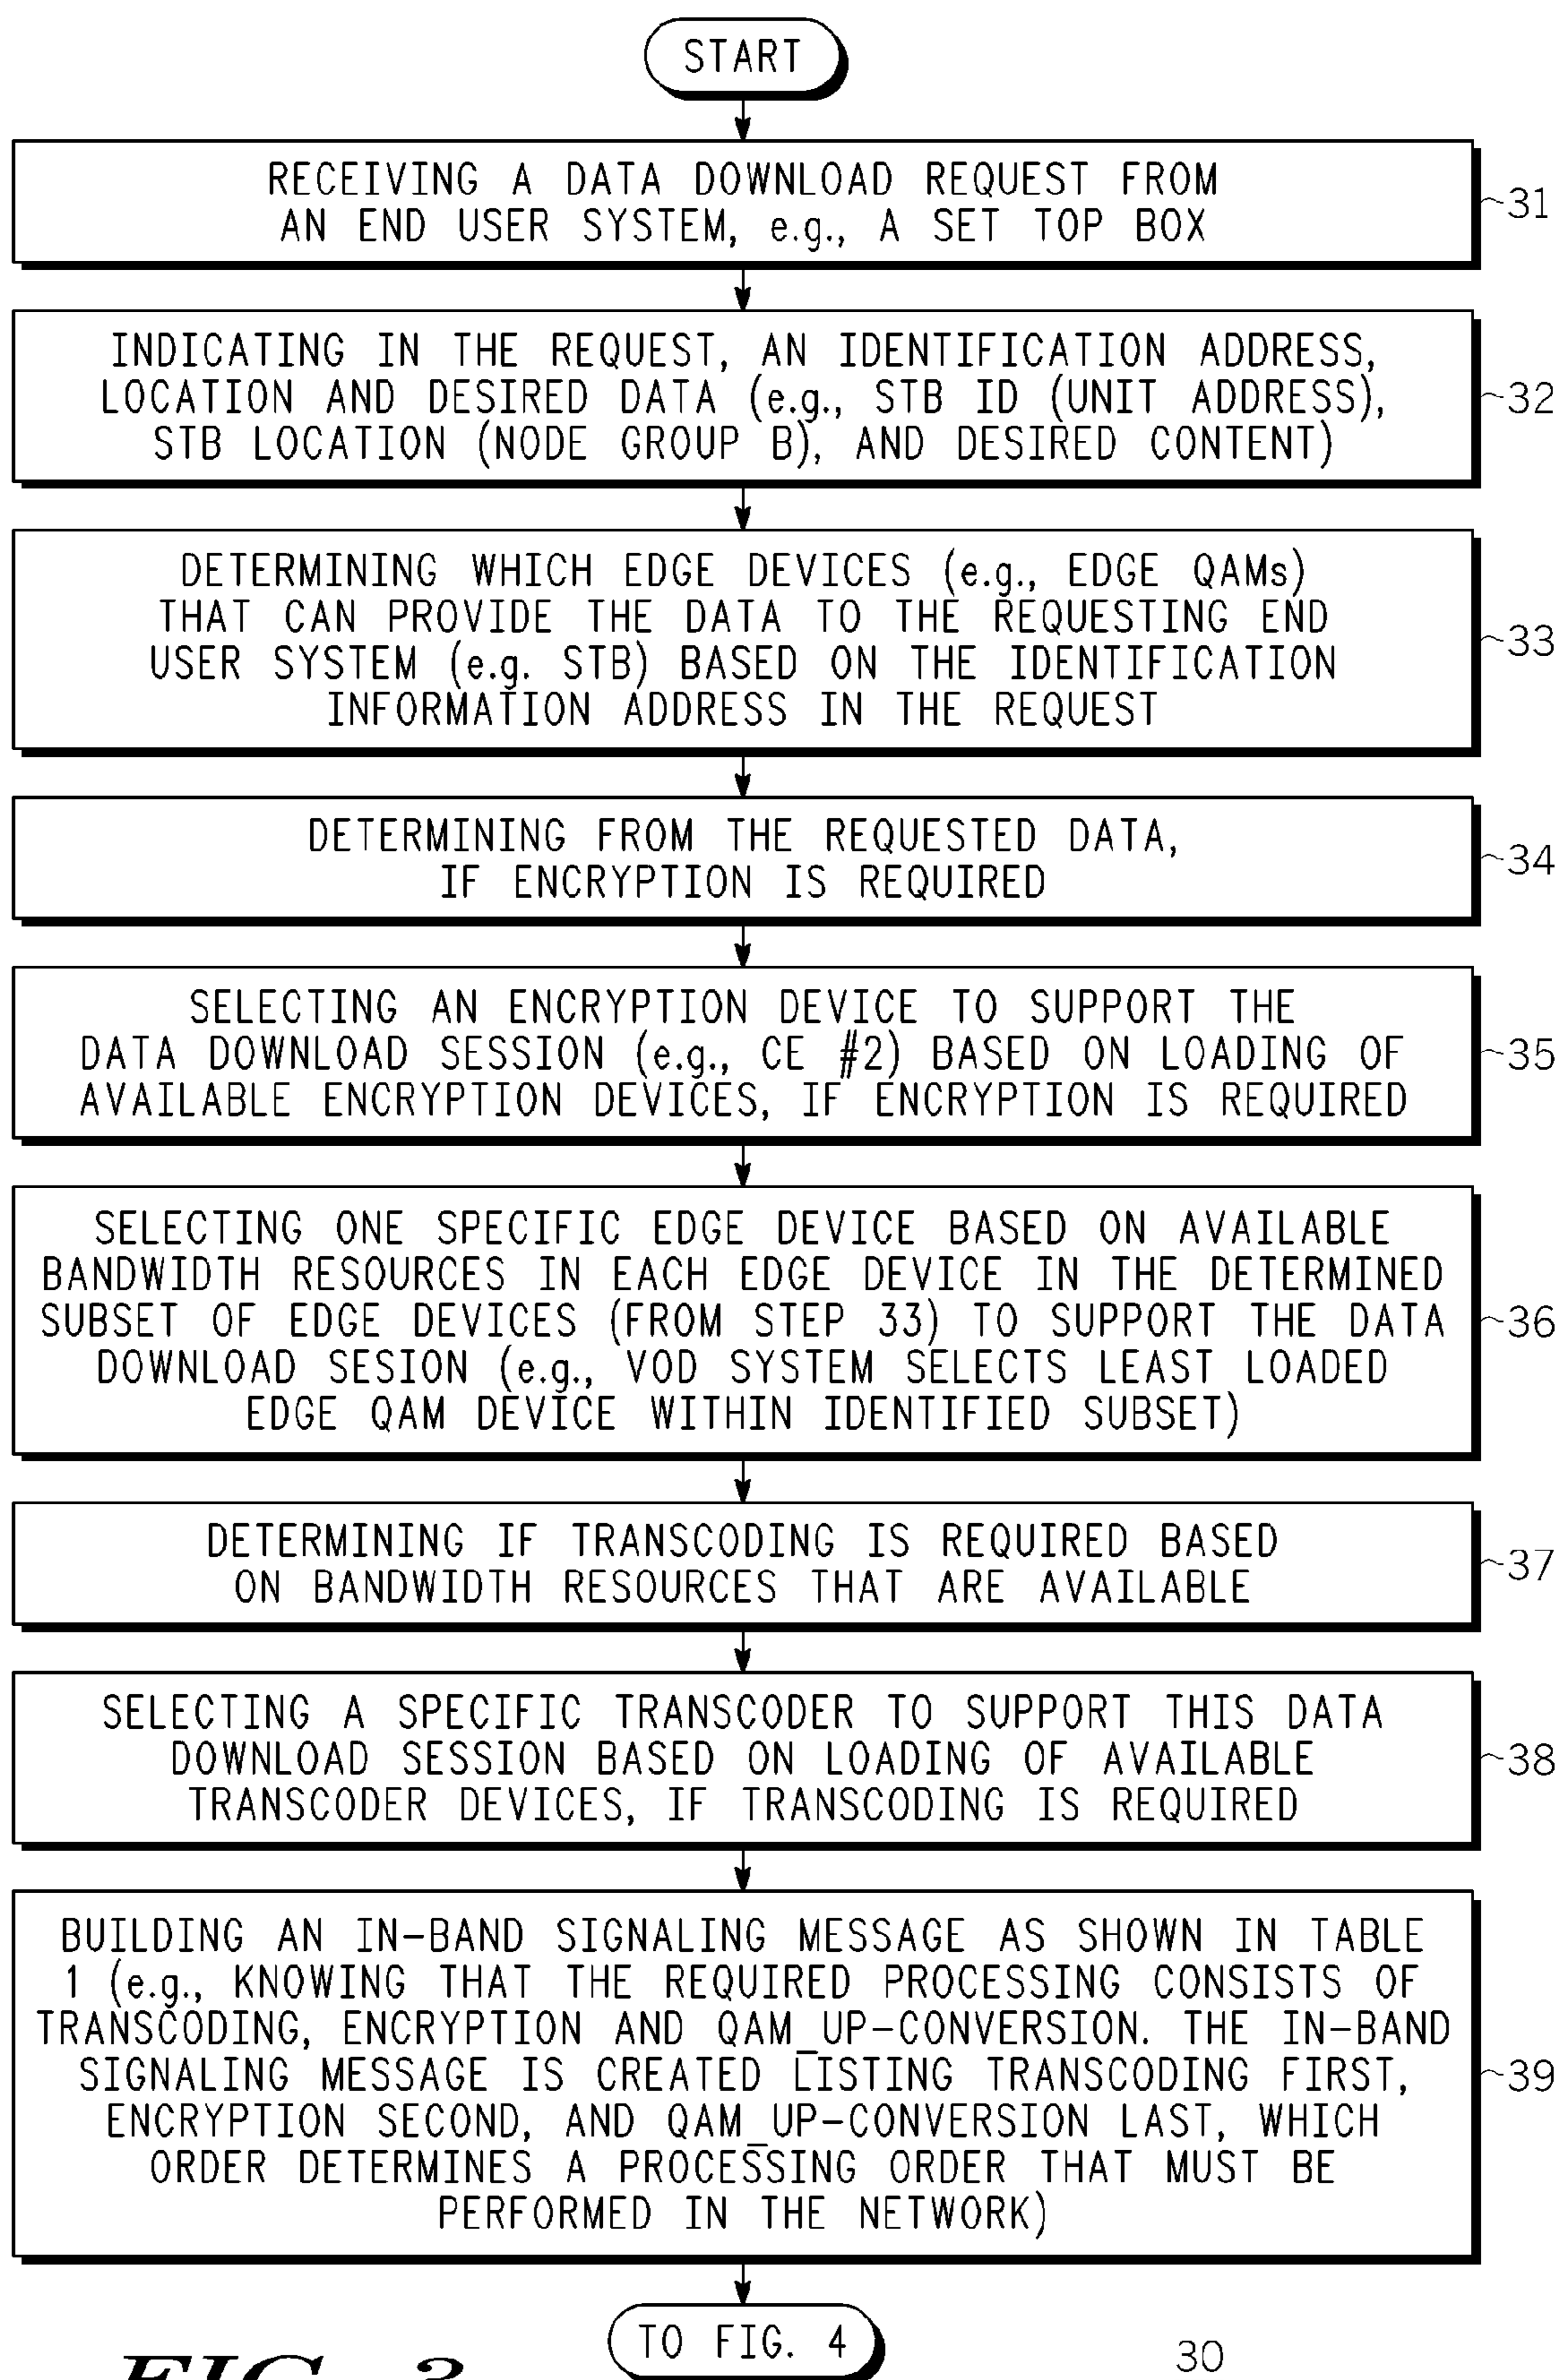 START
RECEIVING A DATA DOWNLOAD REQUEST FROM
AN END USER SYSTEM, e.g., A SET TOP BOX
31
INDICATING IN THE REQUEST, AN IDENTIFICATION ADDRESS,
LOCATION AND DESIRED DATA (e.g., STB ID (UNIT ADDRESS),
STB LOCATION (NODE GROUP B), AND DESIRED CONTENT)
32
DETERMINING WHICH EDGE DEVICES (e.g., EDGE QAMs)
THAT CAN PROVIDE THE DATA TO THE REQUESTING END
USER SYSTEM (e.g. STB) BASED ON THE IDENTIFICATION
INFORMATION ADDRESS IN THE REQUEST
33
DETERMINING FROM THE REQUESTED DATA,
IF ENCRYPTION IS REQUIRED
34
SELECTING AN ENCRYPTION DEVICE TO SUPPORT THE
DATA DOWNLOAD SESSION (e.g., CE #2) BASED ON LOADING OF
AVAILABLE ENCRYPTION DEVICES, IF ENCRYPTION IS REQUIRED
35
SELECTING ONE SPECIFIC EDGE DEVICE BASED ON AVAILABLE
BANDWIDTH RESOURCES IN EACH EDGE DEVICE IN THE DETERMINED
SUBSET OF EDGE DEVICES (FROM STEP 33) TO SUPPORT THE DATA
DOWNLOAD SESION (e.g., VOD SYSTEM SELECTS LEAST LOADED
EDGE QAM DEVICE WITHIN IDENTIFIED SUBSET)
36
DETERMINING IF TRANSCODING IS REQUIRED BASED
ON BANDWIDTH RESOURCES THAT ARE AVAILABLE
37
SELECTING A SPECIFIC TRANSCODER TO SUPPORT THIS DATA
DOWNLOAD SESSION BASED ON LOADING OF AVAILABLE
TRANSCODER DEVICES, IF TRANSCODING IS REQUIRED
38
BUILDING AN IN-BAND SIGNALING MESSAGE AS SHOWN IN TABLE
1 (e.g., KNOWING THAT THE REQUIRED PROCESSING CONSISTS OF
TRANSCODING, ENCRYPTION AND QAM_UP-CONVERSION. THE IN-BAND
SIGNALING MESSAGE IS CREATED LISTING TRANSCODING FIRST,
ENCRYPTION SECOND, AND QAM_UP-CONVERSION LAST, WHICH
ORDER DETERMINES A PROCESSING ORDER THAT MUST BE
PERFORMED IN THE NETWORK)
39
TO FIG. 4
FIG. 3
30